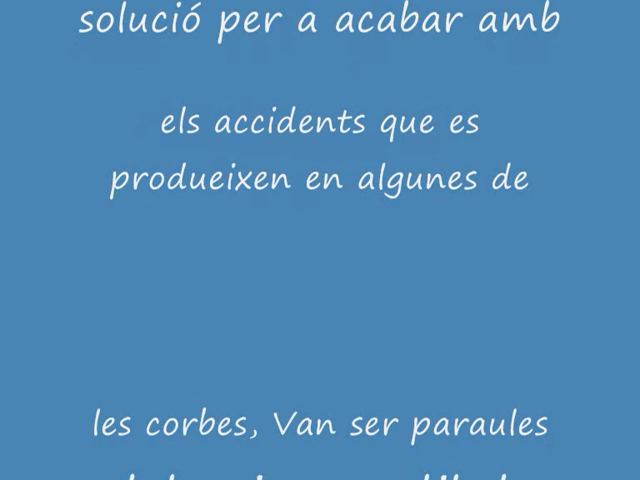 solució per a acabar amb
els accidents que es
produeixen en algunes de
les corbes, Van ser paraules